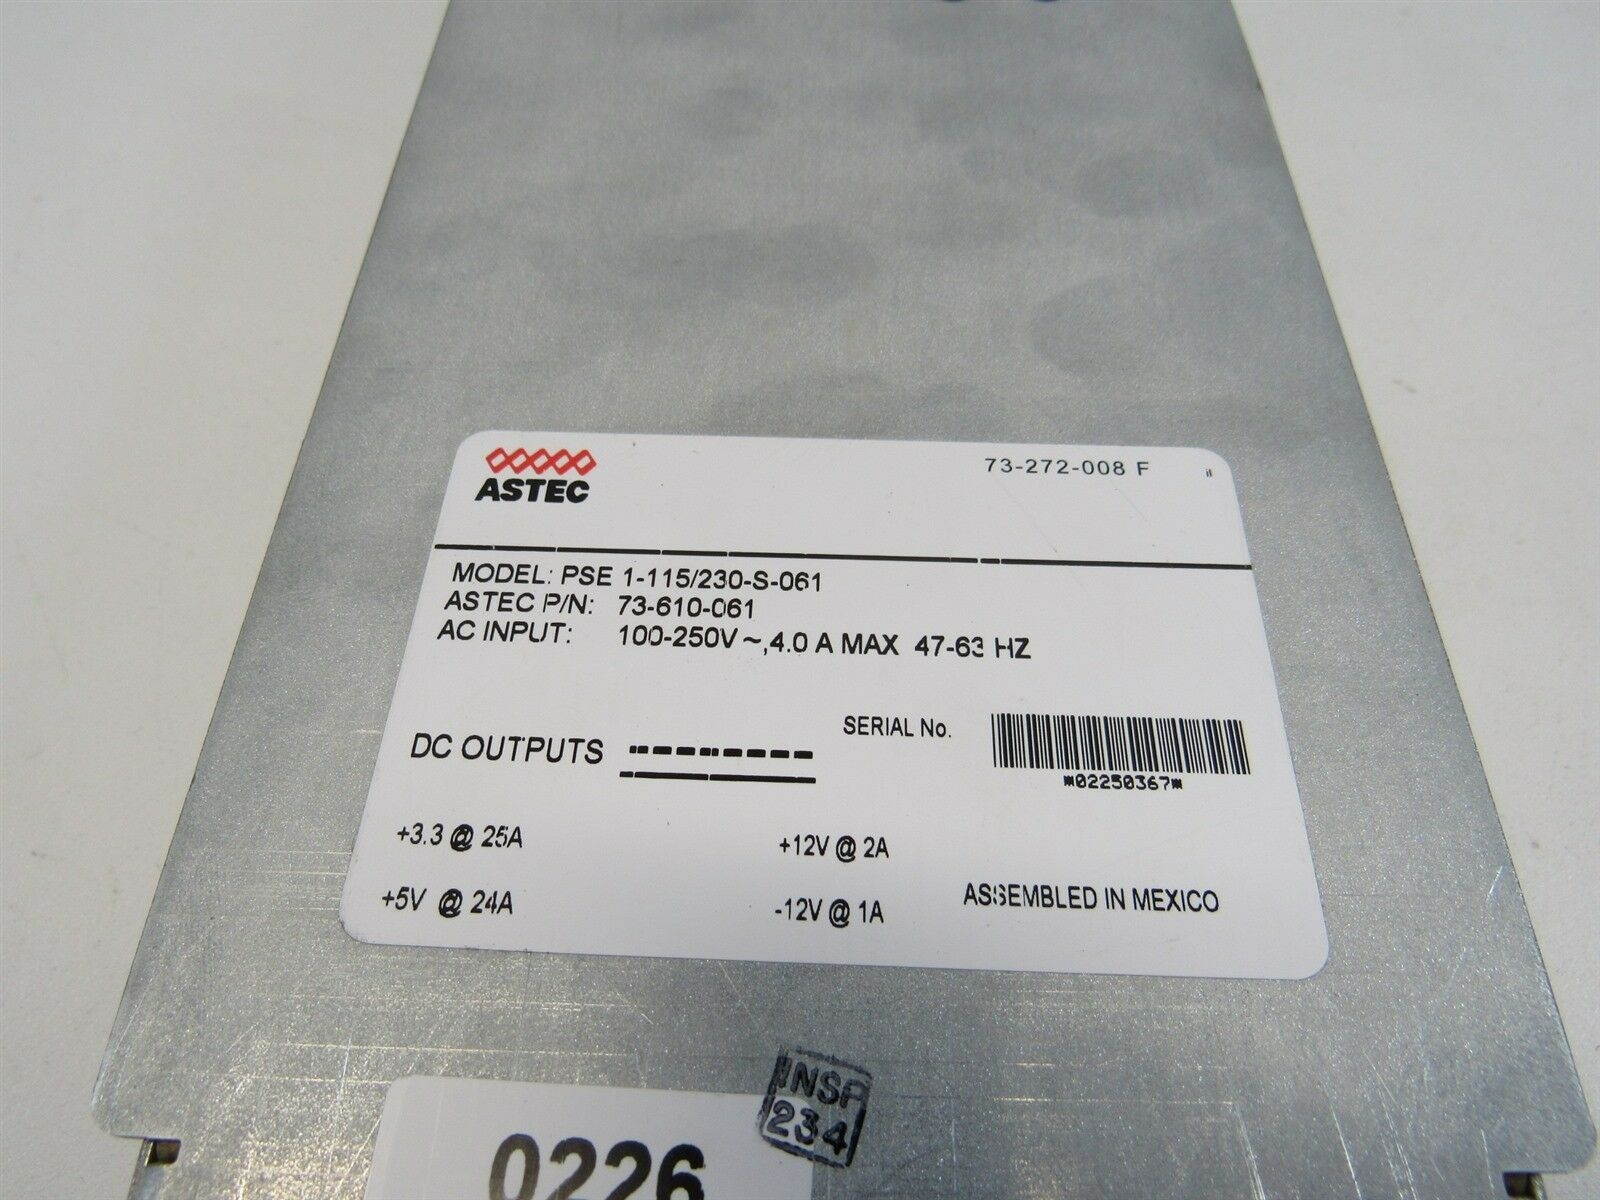 ASTEC
73-272-008 F
MODEL: PSE 1-115/230-S-061
ASTEC P/N: 73-610-061
AC INPUT: 100-250V ~, 4.0 A MAX 47-63 HZ
SERIAL No.
*02250367*
DC OUTPUTS
+3.3 @ 25A
+12V @ 2A
+5V @ 24A
-12V @ 1A
ASSEMBLED IN MEXICO
INSP
234
0226